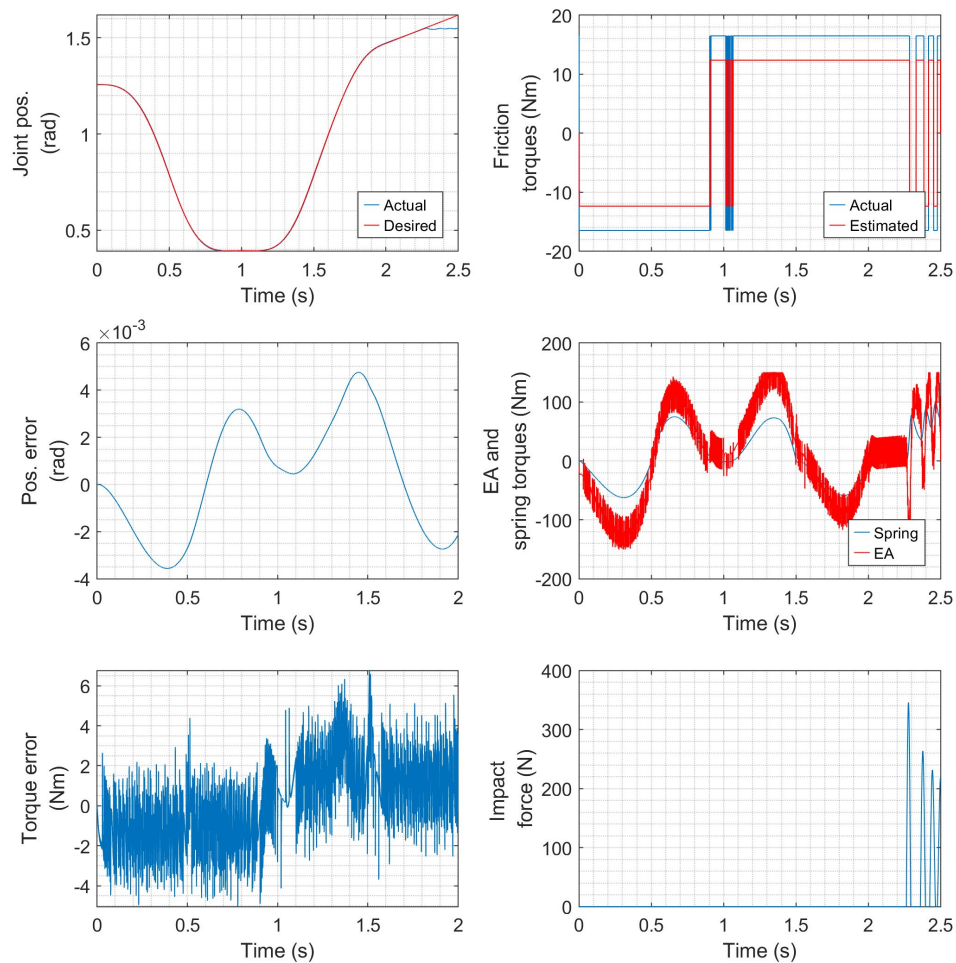 1.5
1
0.5
Joint pos.
(rad)
Actual
Desired
0 0.5 1 1.5 2 2.5
Time (s)
20
10
0
-10
-20
Friction
torques (Nm)
Actual
Estimated
0 0.5 1 1.5 2 2.5
Time (s)
×10-3
6
4
2
0
-2
-4
Pos. error
(rad)
0 0.5 1 1.5 2
Time (s)
200
100
0
-100
-200
EA and
spring torques (Nm)
Spring
EA
0 0.5 1 1.5 2 2.5
Time (s)
6
4
2
0
-2
-4
Torque error
(Nm)
0 0.5 1 1.5 2
Time (s)
400
300
200
100
0
Impact
force (N)
0 0.5 1 1.5 2 2.5
Time (s)